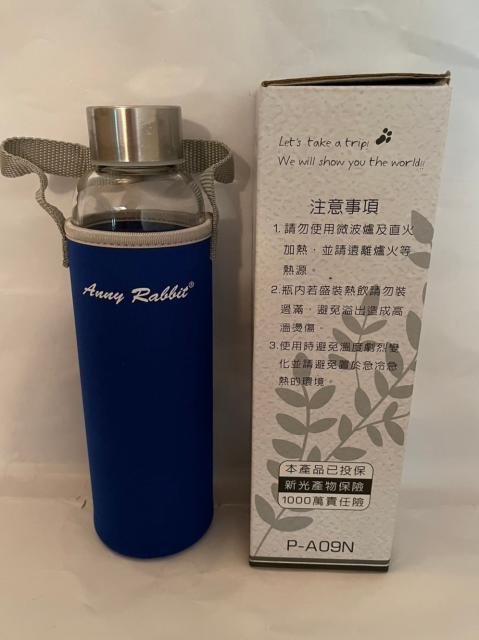 Let's take a trip!
We will show you the world!!
注意事項
1. 請勿使用微波爐及直火
加熱，並請遠離爐火等
熱源。
2.瓶內若盛裝熱飲請勿裝
過滿，避免溢出造成高
溫燙傷。
3.使用時避免溫度劇烈變
化並請避免置於急冷急
熱的環境。
本產品已投保
新光產物保險
1000萬責任險
P-A09N
Anny Rabbit®